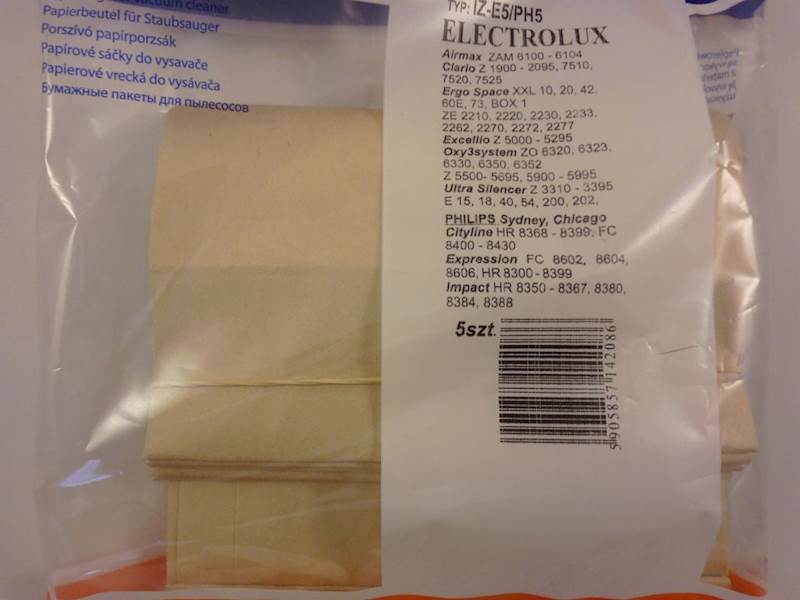 vacuum cleaner
Papierbeutel für Staubsauger
Porszívó papírporzsák
Papírové sáčky do vysavače
Papierové vrecká do vysávača
Бумажные пакеты для пылесосов
TYP: IZ-E5/PH5
ELECTROLUX
Airmax ZAM 6100 - 6104
Clario Z 1900 - 2095, 7510,
7520, 7525
Ergo Space XXL 10, 20, 42,
60E, 73, BOX 1
ZE 2210, 2220, 2230, 2233,
2262, 2270, 2272, 2277
Excellio Z 5000 - 5295
Oxy3system ZO 6320, 6323,
6330, 6350, 6352
Z 5500- 5695, 5900 - 5995
Ultra Silencer Z 3310 - 3395
E 15, 18, 40, 54, 200, 202,
PHILIPS Sydney, Chicago
Cityline HR 8368 - 8399, FC
8400 - 8430
Expression FC 8602, 8604,
8606, HR 8300 - 8399
Impact HR 8350 - 8367, 8380,
8384, 8388
5szt.
5905857142086